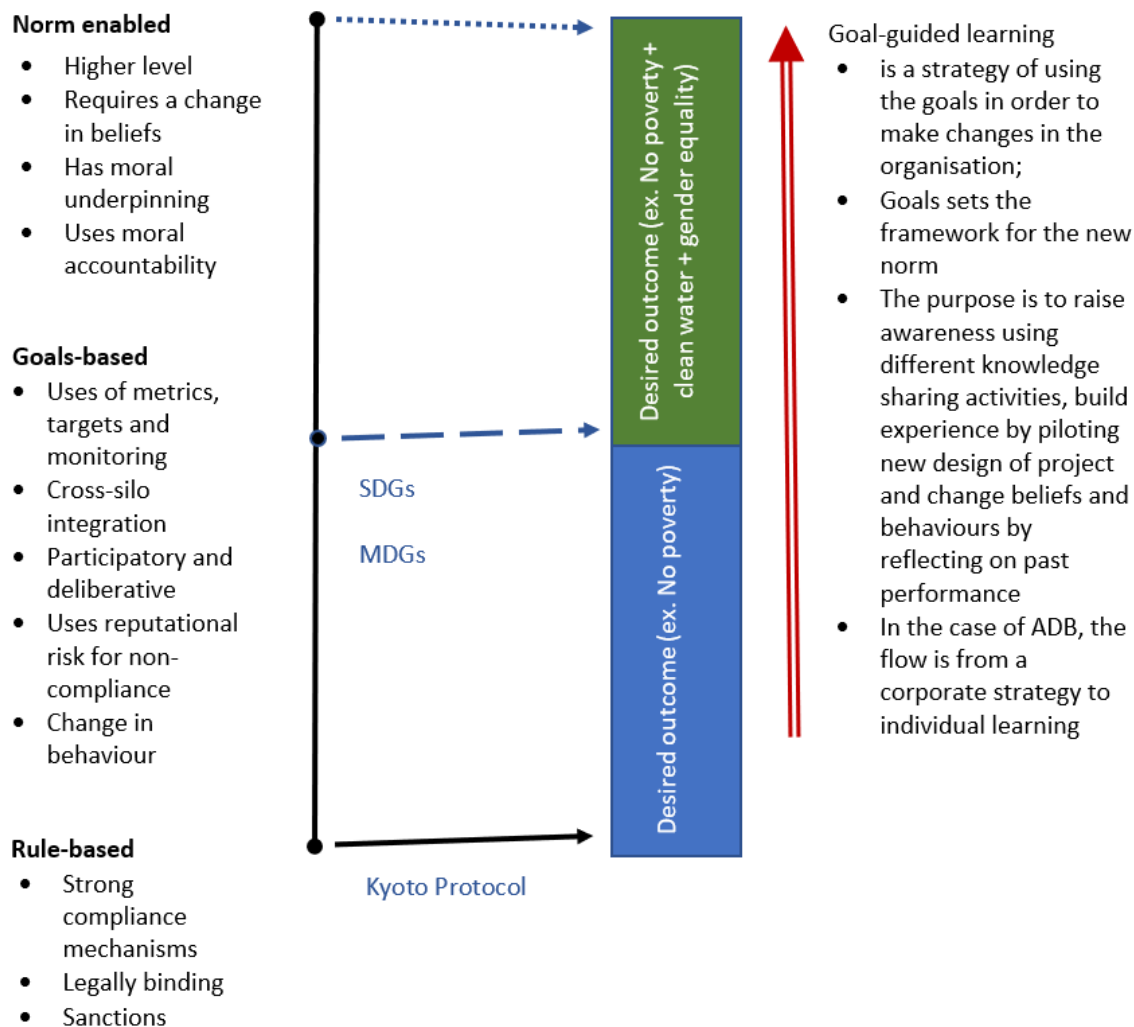 Norm enabled
• Higher level
• Requires a change
in beliefs
• Has moral
underpinning
• Uses moral
accountability
Goals-based
• Uses of metrics,
targets and
monitoring
• Cross-silo
integration
• Participatory and
deliberative
• Uses reputational
risk for non-
compliance
• Change in
behaviour
Rule-based
• Strong
compliance
mechanisms
• Legally binding
• Sanctions
SDGs
MDGs
Kyoto Protocol
Desired outcome (ex. No poverty +
clean water + gender equality)
Desired outcome (ex. No poverty)
Goal-guided learning
• is a strategy of using
the goals in order to
make changes in the
organisation;
• Goals sets the
framework for the new
norm
• The purpose is to raise
awareness using
different knowledge
sharing activities, build
experience by piloting
new design of project
and change beliefs and
behaviours by
reflecting on past
performance
• In the case of ADB, the
flow is from a
corporate strategy to
individual learning